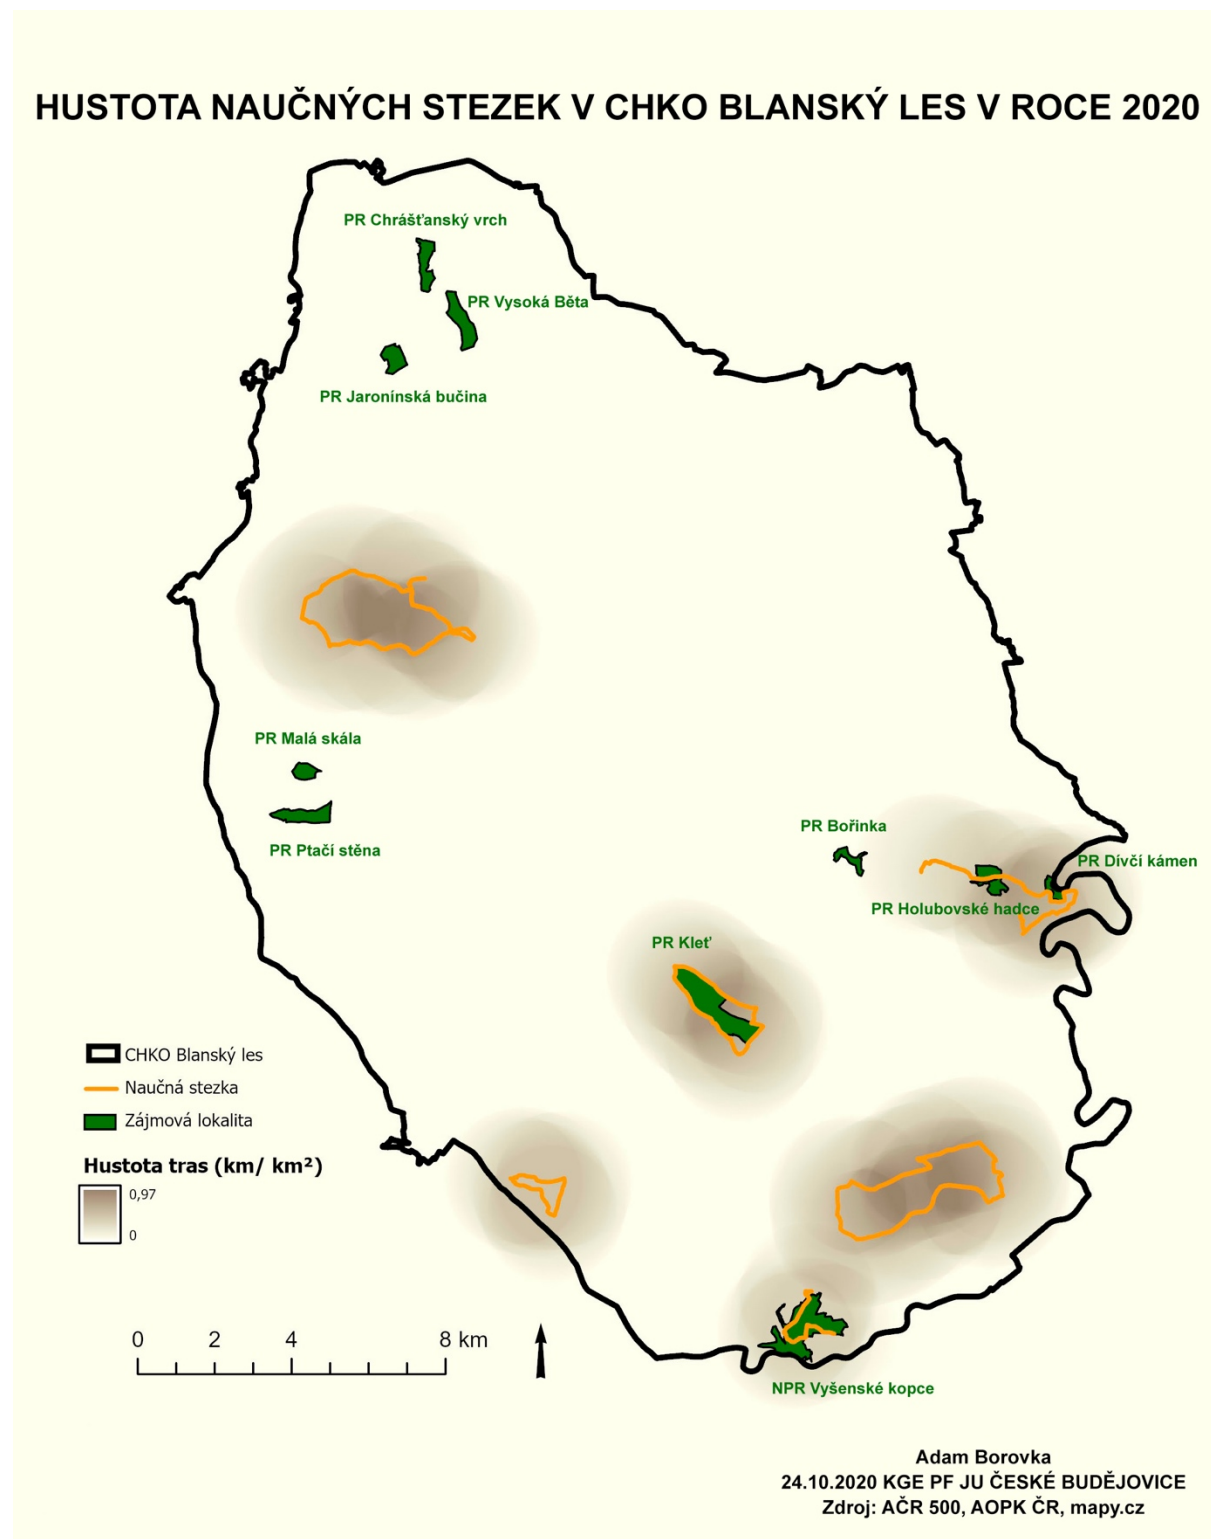 HUSTOTA NAUČNÝCH STEZEK V CHKO BLANSKÝ LES V ROCE 2020
PR Chrášťanský vrch
PR Vysoká Běta
PR Jaronínská bučina
PR Malá skála
PR Ptačí stěna
PR Bořinka
PR Dívčí kámen
PR Holubovské hadce
PR Kleť
CHKO Blanský les
Naučná stezka
Zájmová lokalita
Hustota tras (km/ km²)
0,97
0
0 2 4 8 km
NPR Vyšenské kopce
Adam Borovka
24.10.2020 KGE PF JU ČESKÉ BUDĚJOVICE
Zdroj: AČR 500, AOPK ČR, mapy.cz